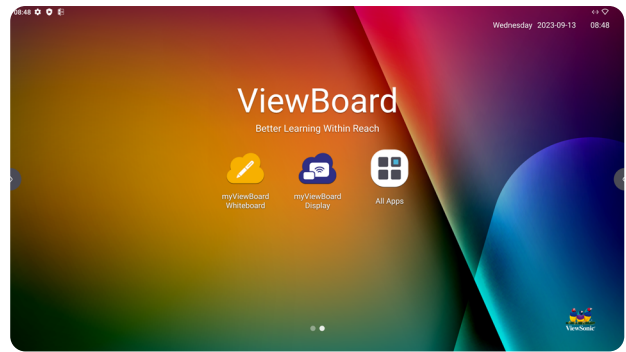 08:48
Wednesday 2023-09-13 08:48
ViewBoard
Better Learning Within Reach
myViewBoard
Whiteboard
myViewBoard
Display
All Apps
ViewSonic